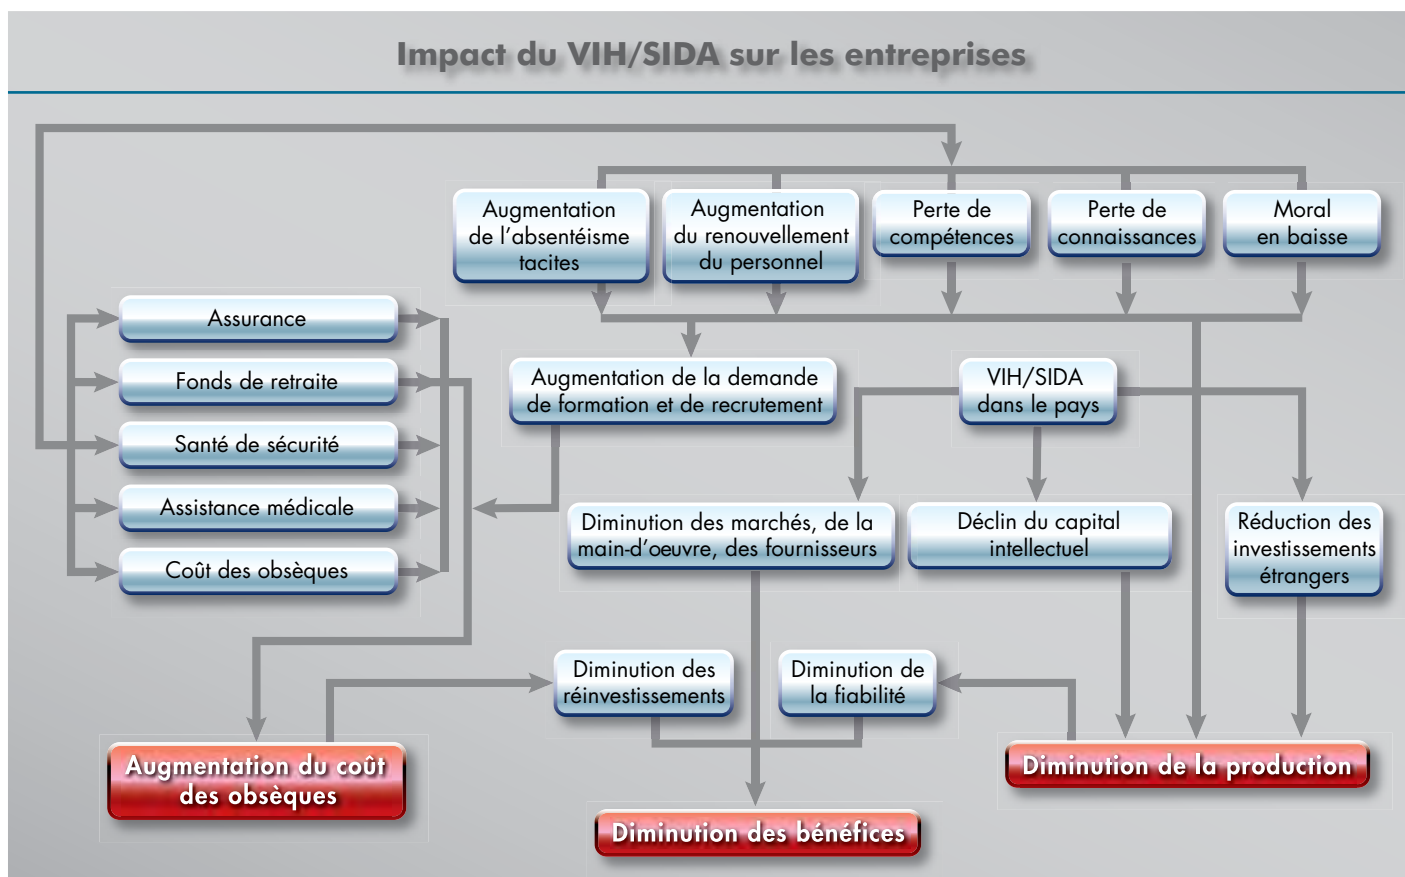 Impact du VIH/SIDA sur les entreprises
Augmentation
de l'absentéisme
tacites
Augmentation
du renouvellement
du personnel
Perte de
compétences
Perte de
connaissances
Moral
en baisse
Assurance
Fonds de retraite
Santé de sécurité
Assistance médicale
Coût des obsèques
Augmentation de la demande
de formation et de recrutement
VIH/SIDA
dans le pays
Diminution des marchés, de la
main-d'oeuvre, des fournisseurs
Déclin du capital
intellectuel
Réduction des
investissements
étrangers
Diminution des
réinvestissements
Diminution de
la fiabilité
Augmentation du coût
des obsèques
Diminution de la production
Diminution des bénéfices